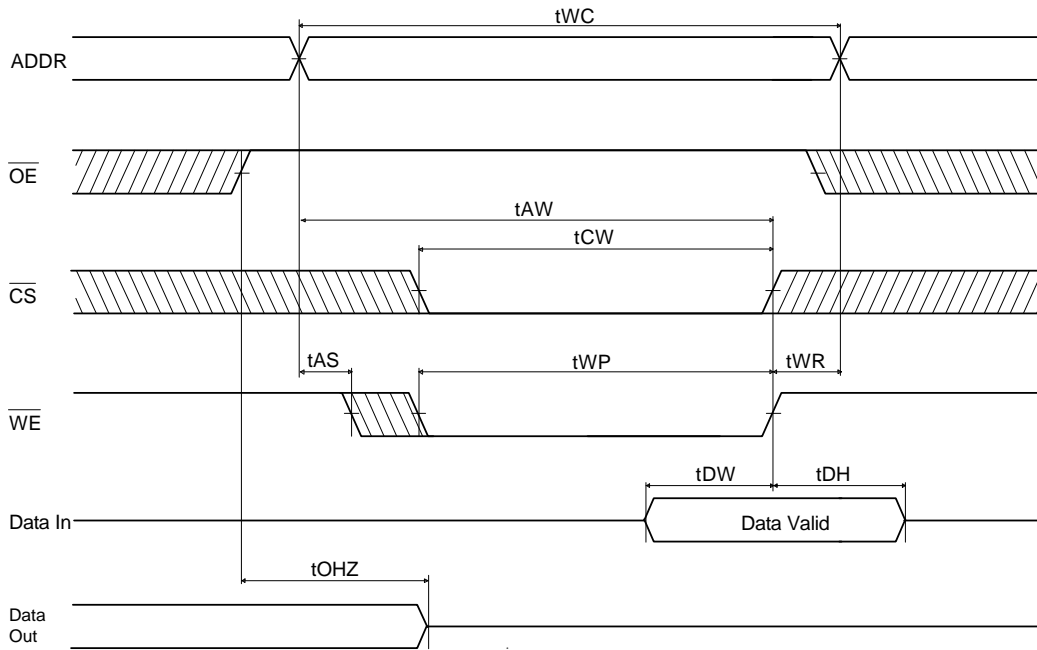 tWC
ADDR
OE
tAW
tCW
CS
tAS
tWP
tWR
WE
tDW
tDH
Data In
Data Valid
tOHZ
Data
Out